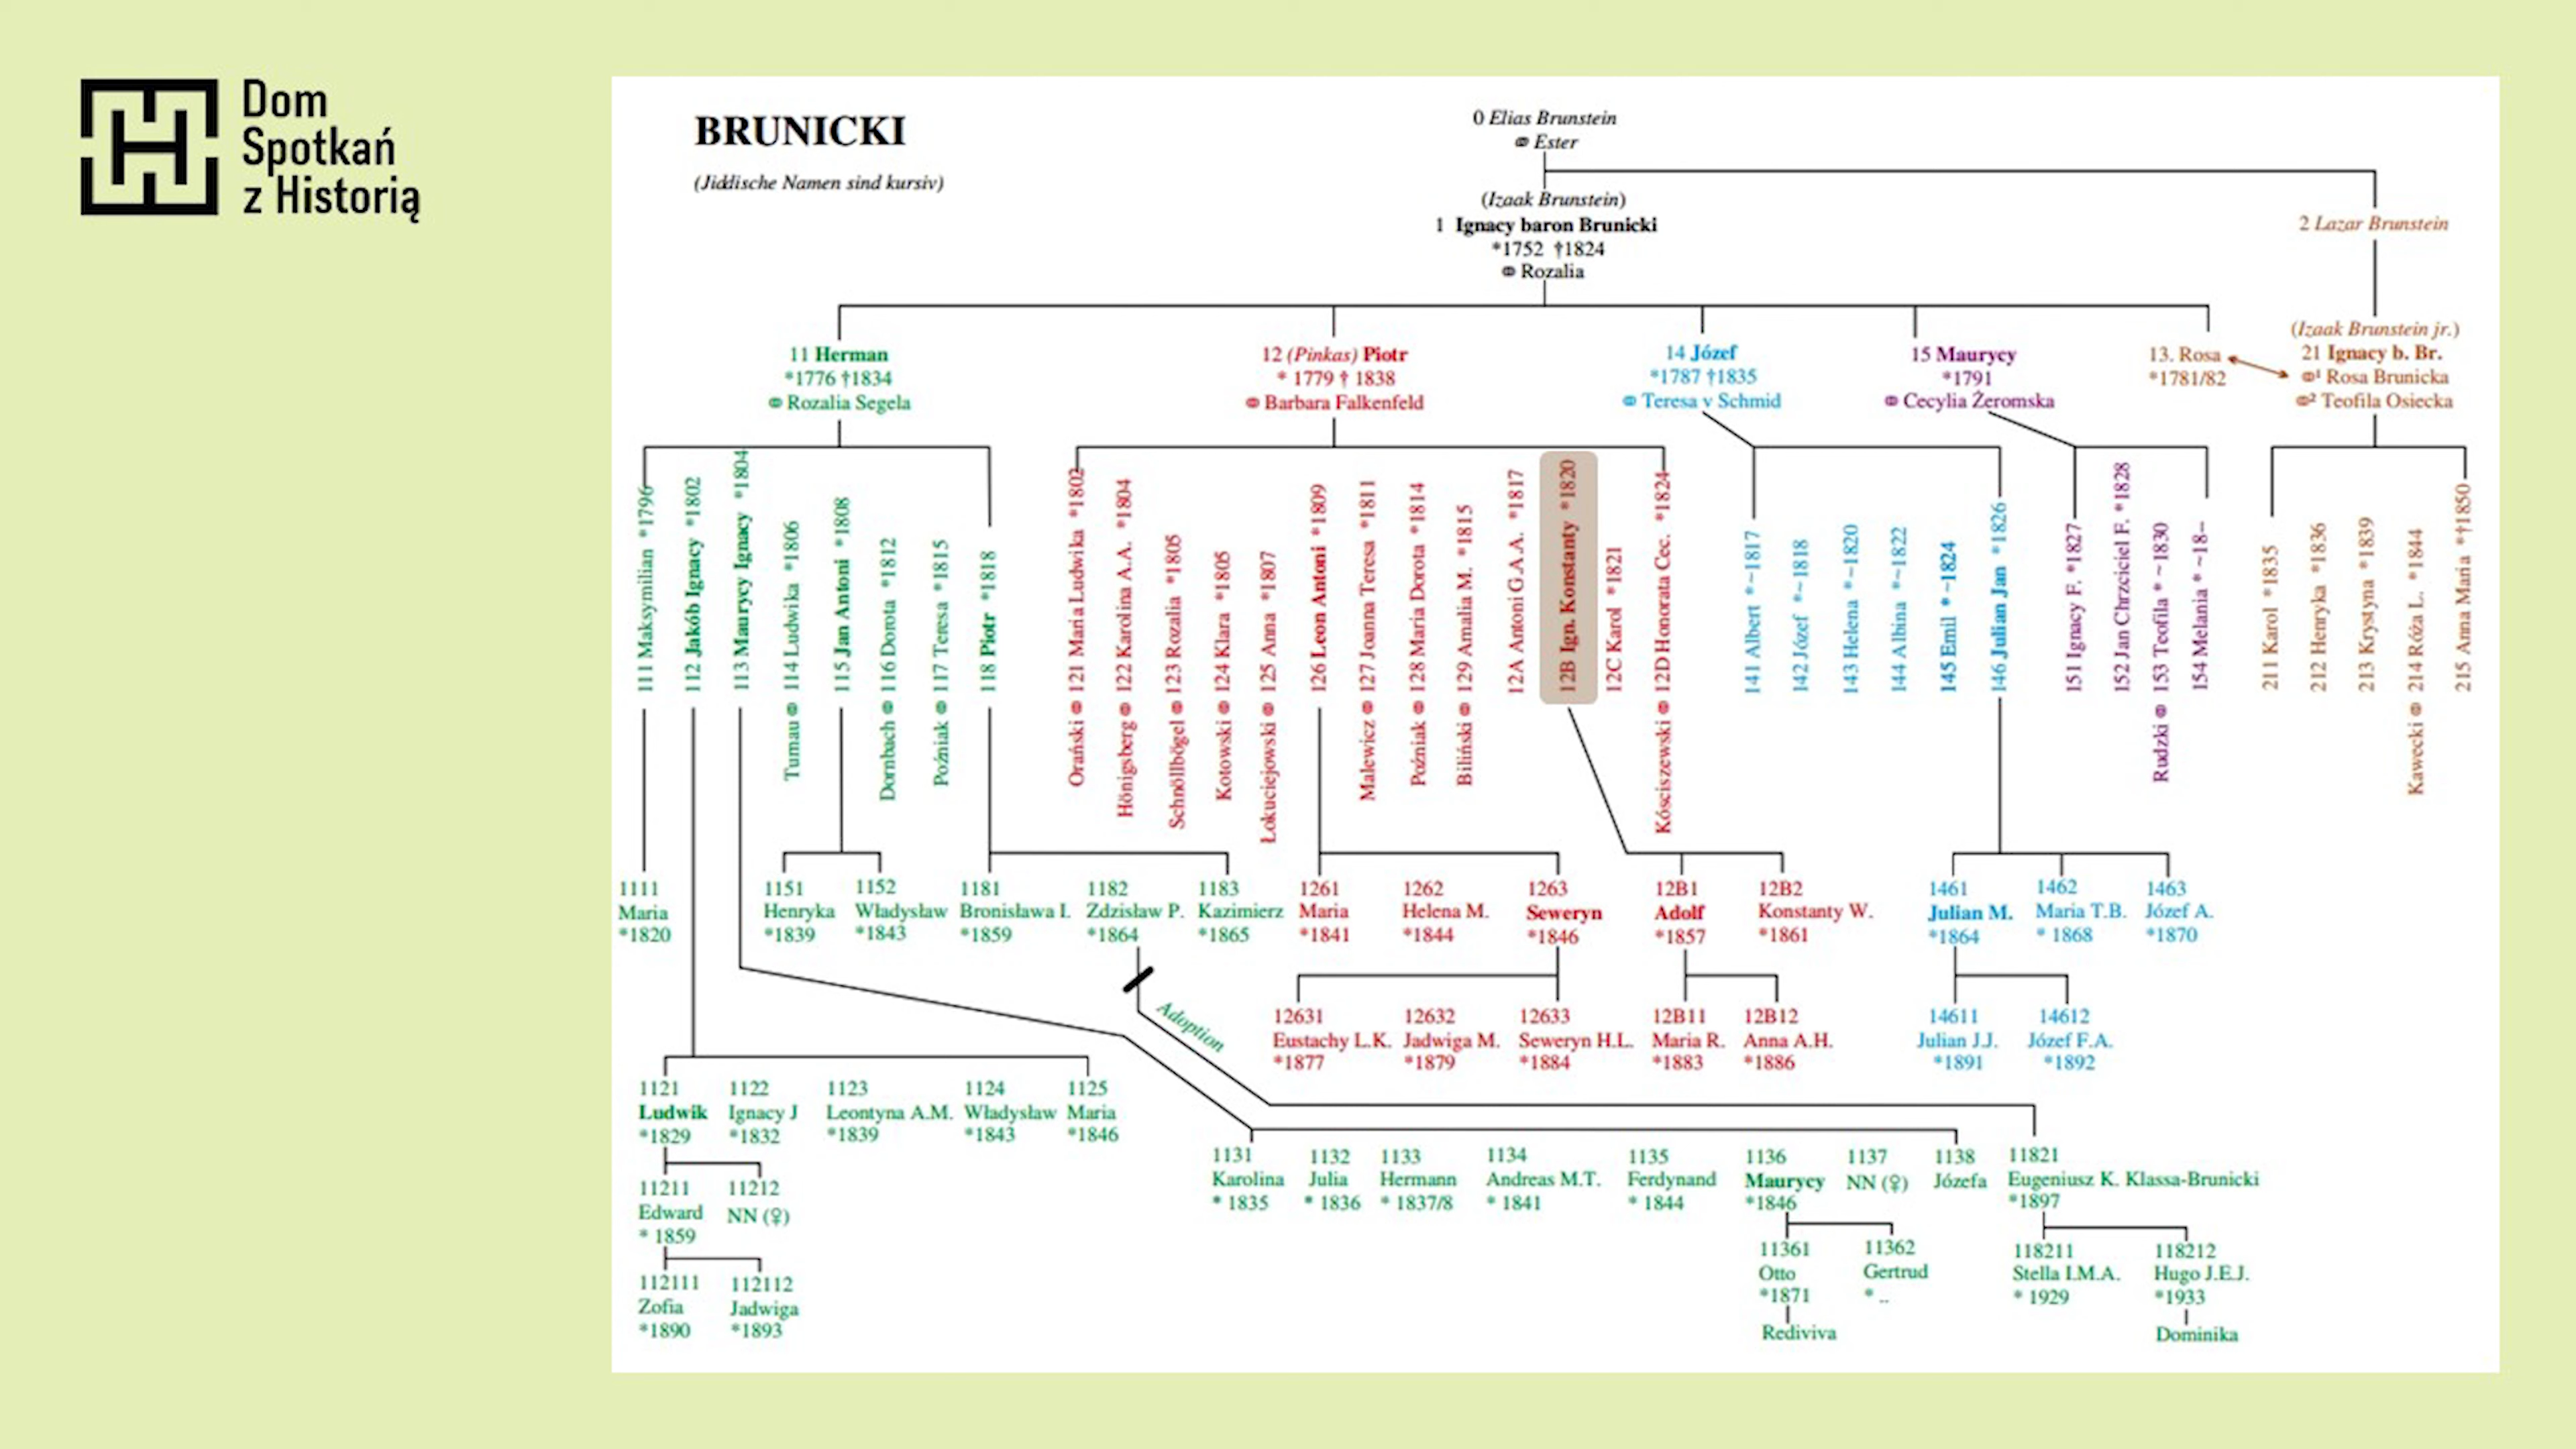 Dom
Spotkań
z Historią
BRUNICKI
(Jiddische Namen sind kursiv)
0 Elias Brunstein
⚭ Ester
(Izaak Brunstein)
1 Ignacy baron Brunicki
*1752 †1824
⚭ Rozalia
2 Lazar Brunstein
11 Herman
*1776 †1834
⚭ Rozalia Segela
12 (Pinkas) Piotr
* 1779 † 1838
⚭ Barbara Falkenfeld
14 Józef
*1787 †1835
⚭ Teresa v Schmid
15 Maurycy
*1791
⚭ Cecylia Żeromska
13. Rosa
*1781/82
(Izaak Brunstein jr.)
21 Ignacy b. Br.
⚭¹ Rosa Brunicka
⚭² Teofila Osiecka
111 Maksymilian *1796
112 Jakób Ignacy *1802
113 Maurycy Ignacy *1804
Turnau ⚭ 114 Ludwika *1806
115 Jan Antoni *1808
Dornbach ⚭ 116 Dorota *1812
Poźniak ⚭ 117 Teresa *1815
118 Piotr *1818
Orański ⚭ 121 Maria Ludwika *1802
Hönigsberg ⚭ 122 Karolina A.A. *1804
Schnöllbögel ⚭ 123 Rozalia *1805
Kotowski ⚭ 124 Klara *1805
Łokuciejowski ⚭ 125 Anna *1807
126 Leon Antoni *1809
Malewicz ⚭ 127 Joanna Teresa *1811
Poźniak ⚭ 128 Maria Dorota *1814
Biliński ⚭ 129 Amalia M. *1815
12A Antoni G.A.A. *1817
12B Ign. Konstanty *1820
12C Karol *1821
Kósciszewski ⚭ 12D Honorata Cec. *1824
141 Albert *~1817
142 Józef *~1818
143 Helena *~1820
144 Albina *~1822
145 Emil *~1824
146 Julian Jan *1826
151 Ignacy F. *1827
152 Jan Chrzciciel F. *1828
Rudzki ⚭ 153 Teofila * ~1830
154 Melania * ~18--
211 Karol *1835
212 Henryka *1836
213 Krystyna *1839
Kawecki ⚭ 214 Róża L. *1844
215 Anna Maria *†1850
1111
Maria
*1820
1151
Henryka
*1839
1152
Władysław
*1843
1181
Bronisława I.
*1859
1182
Zdzisław P.
*1864
1183
Kazimierz
*1865
1261
Maria
*1841
1262
Helena M.
*1844
1263
Seweryn
*1846
12B1
Adolf
*1857
12B2
Konstanty W.
*1861
1461
Julian M.
*1864
1462
Maria T.B.
* 1868
1463
Józef A.
*1870
Adoption
12631
Eustachy L.K.
*1877
12632
Jadwiga M.
*1879
12633
Seweryn H.L.
*1884
12B11
Maria R.
*1883
12B12
Anna A.H.
*1886
14611
Julian J.J.
*1891
14612
Józef F.A.
*1892
1121
Ludwik
*1829
1122
Ignacy J
*1832
1123
Leontyna A.M.
*1839
1124
Władysław
*1843
1125
Maria
*1846
1131
Karolina
* 1835
1132
Julia
* 1836
1133
Hermann
* 1837/8
1134
Andreas M.T.
* 1841
1135
Ferdynand
* 1844
1136
Maurycy
*1846
1137
NN (♀)
1138
Józefa
11821
Eugeniusz K. Klassa-Brunicki
*1897
11211
Edward
* 1859
11212
NN (♀)
11361
Otto
*1871
Rediviva
11362
Gertrud
* ..
118211
Stella I.M.A.
* 1929
118212
Hugo J.E.J.
*1933
Dominika
112111
Zofia
*1890
112112
Jadwiga
*1893